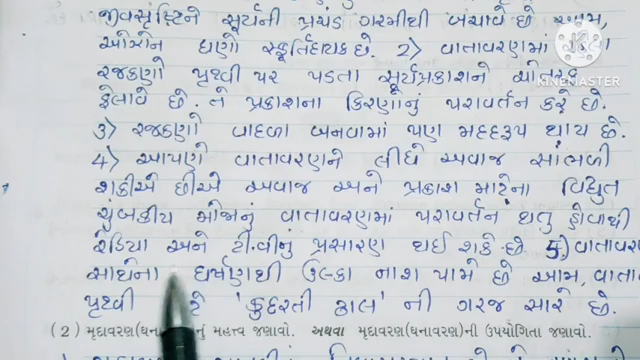 જીવસૃષ્ટિને સૂર્યની પ્રચંડ ગરમીથી બચાવે છે આમ,
ઓઝોન ઘણો સ્ફૂર્તિદાયક છે. 2> વાતાવરણમા
રજકણો પૃથ્વી પર પડતા સૂર્યપ્રકાશને ચોતરફ
ફેલાવે છે. તે પ્રકાશના કિરણોનું પરાવર્તન કરે છે.
3> રજકણો વાદળા બનવામાં પણ મદદરૂપ થાય છે.
4> આપણે વાતાવરણને લીધે અવાજ સાંભળી
શકીએ છીએ અવાજ અને પ્રકાશ માટેના વિદ્યુત
ચુંબકીય મોજાનું વાતાવરણમા પરાવર્તન થતુ હોવાથી
રેડિયા અને ટી.વીનું પ્રસારણ થઈ શકે છે 5.) વાતાવર
સાથેના ઘર્ષણથી ઉલ્કા નાશ પામે છે આમ, વાતા
પૃથ્વી 'કુદરતી ઢાલ' ની ગરજ સારે છે.
(2) મૃદાવરણ(ઘના નું મહત્ત્વ જણાવો. અથવા મૃદાવરણ(ઘનાવરણ)ની ઉપયોગિતા જણાવો.
KINEMASTER